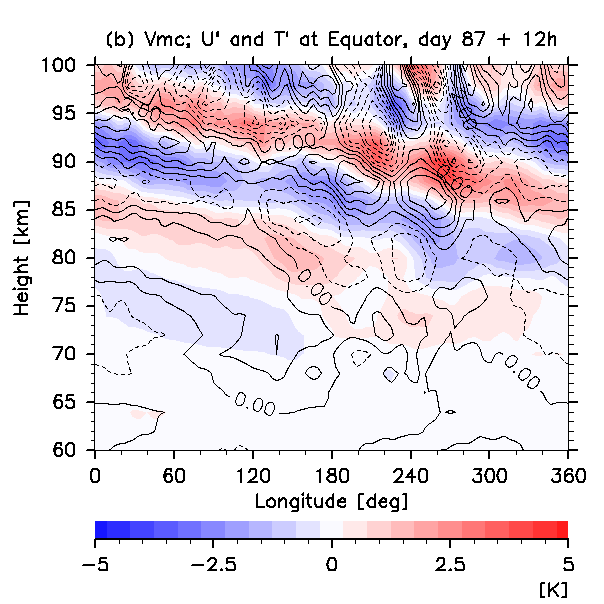 (b) Vmc; U' and T' at Equator, day 87 + 12h
100
95
90
85
80
75
70
65
60
Height [km]
0.00
0.00
0.00
0.00
0.00
0 60 120 180 240 300 360
Longitude [deg]
-5 -2.5 0 2.5 5
[K]